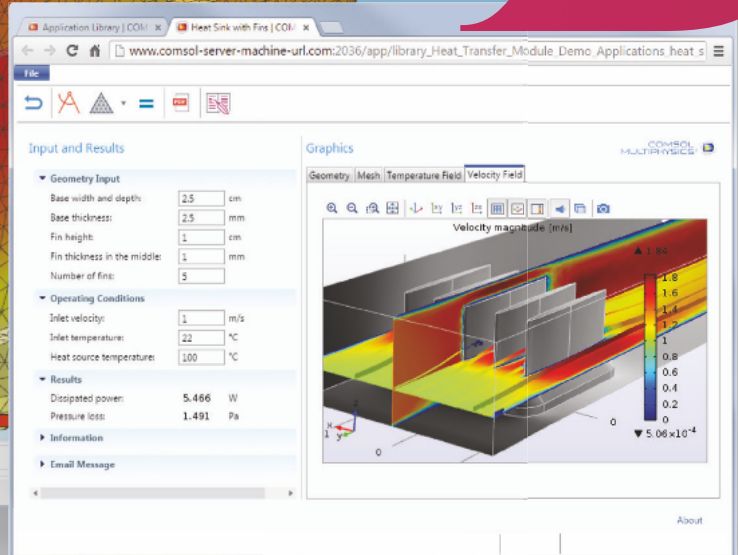 Application Library | COM x
Heat Sink with Fins | COM x
www.comsol-server-machine-url.com:2036/app/library_Heat_Transfer_Module_Demo_Applications_heat_s
File
PDF
Input and Results
Graphics
COMSOL
MULTIPHYSICS
Geometry Mesh Temperature Field Velocity Field
Geometry Input
Base width and depth: 2.5 cm
Base thickness: 2.5 mm
Fin height: 1 cm
Fin thickness in the middle: 1 mm
Number of fins: 5
Operating Conditions
Inlet velocity: 1 m/s
Inlet temperature: 22 °C
Heat source temperature: 100 °C
Results
Dissipated power: 5.466 W
Pressure loss: 1.491 Pa
Information
Email Message
Velocity magnitude [m/s]
▲ 1.84
1.8
1.6
1.4
1.2
1
0.8
0.6
0.4
0.2
0
▼ 5.06×10⁻⁴
0
z
x
1 y
0
About